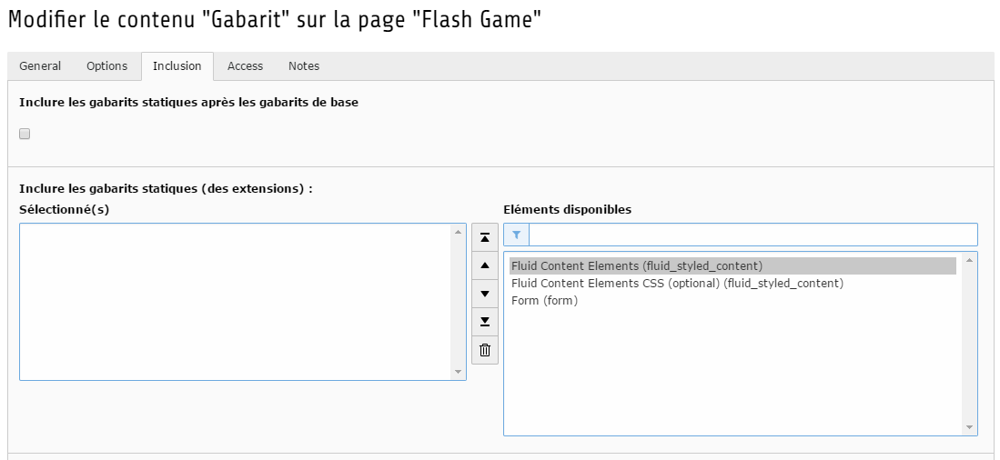 Modifier le contenu "Gabarit" sur la page "Flash Game"
General Options Inclusion Access Notes
Inclure les gabarits statiques après les gabarits de base
Inclure les gabarits statiques (des extensions) :
Sélectionné(s) Eléments disponibles
Fluid Content Elements (fluid_styled_content)
Fluid Content Elements CSS (optional) (fluid_styled_content)
Form (form)